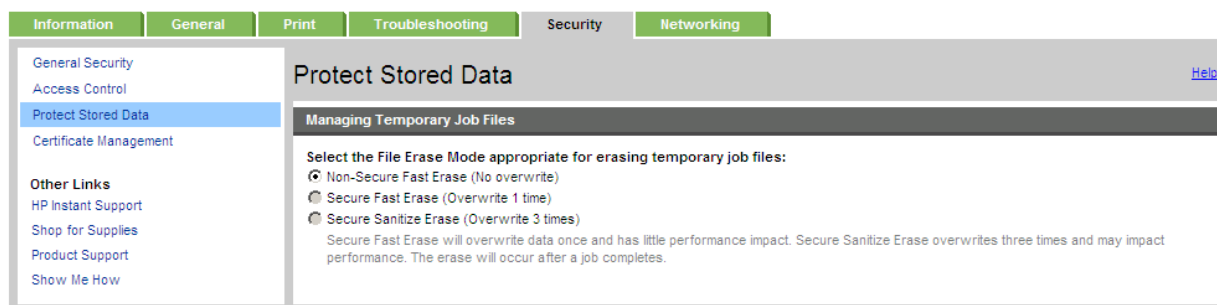 Information General Print Troubleshooting Security Networking
General Security
Access Control
Protect Stored Data
Certificate Management
Other Links
HP Instant Support
Shop for Supplies
Product Support
Show Me How
Protect Stored Data
Help
Managing Temporary Job Files
Select the File Erase Mode appropriate for erasing temporary job files:
Non-Secure Fast Erase (No overwrite)
Secure Fast Erase (Overwrite 1 time)
Secure Sanitize Erase (Overwrite 3 times)
Secure Fast Erase will overwrite data once and has little performance impact. Secure Sanitize Erase overwrites three times and may impact
performance. The erase will occur after a job completes.